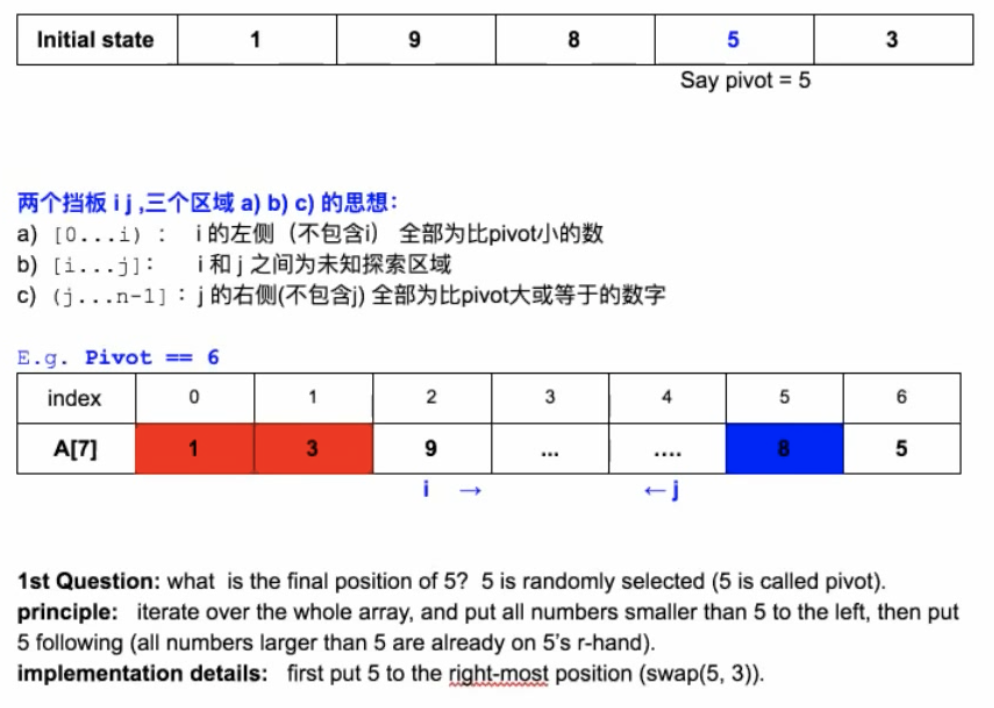 Initial state 1 9 8 5 3
Say pivot = 5
两个挡板 i j ,三个区域 a) b) c) 的思想：
a) [0...i) ： i 的左侧（不包含i） 全部为比pivot小的数
b) [i...j]： i 和 j 之间为未知探索区域
c) (j...n-1]：j 的右侧(不包含j) 全部为比pivot大或等于的数字
E.g. Pivot == 6
index 0 1 2 3 4 5 6
A[7] 1 3 9 ... .... 8 5
i → ←j
1st Question: what is the final position of 5? 5 is randomly selected (5 is called pivot).
principle: iterate over the whole array, and put all numbers smaller than 5 to the left, then put
5 following (all numbers larger than 5 are already on 5's r-hand).
implementation details: first put 5 to the right-most position (swap(5, 3)).